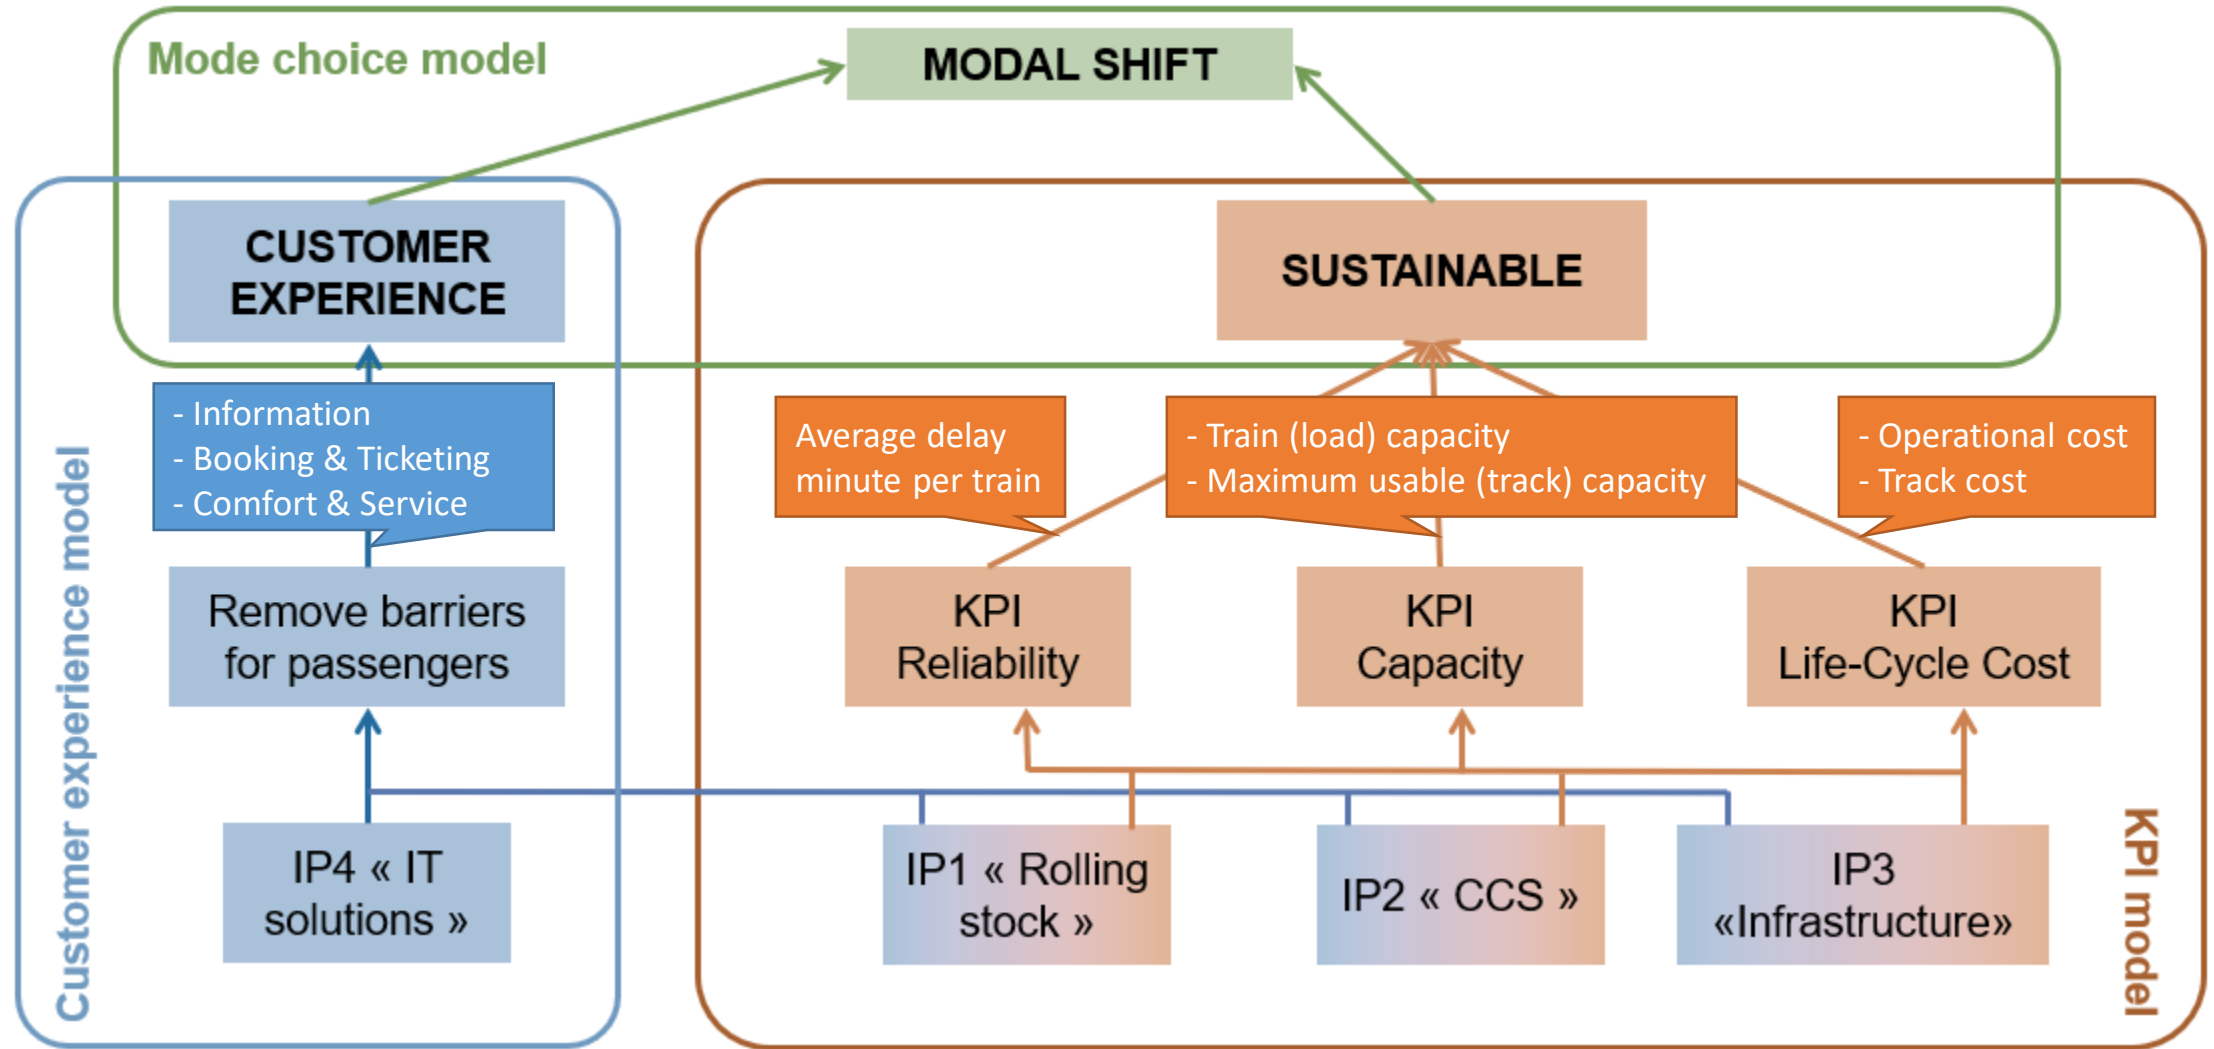 Mode choice model
MODAL SHIFT
CUSTOMER
EXPERIENCE
SUSTAINABLE
- Information
- Booking & Ticketing
- Comfort & Service
Average delay
minute per train
- Train (load) capacity
- Maximum usable (track) capacity
- Operational cost
- Track cost
Customer experience model
Remove barriers
for passengers
KPI
Reliability
KPI
Capacity
KPI
Life-Cycle Cost
IP4 « IT
solutions »
IP1 « Rolling
stock »
IP2 « CCS »
IP3
«Infrastructure»
KPI model